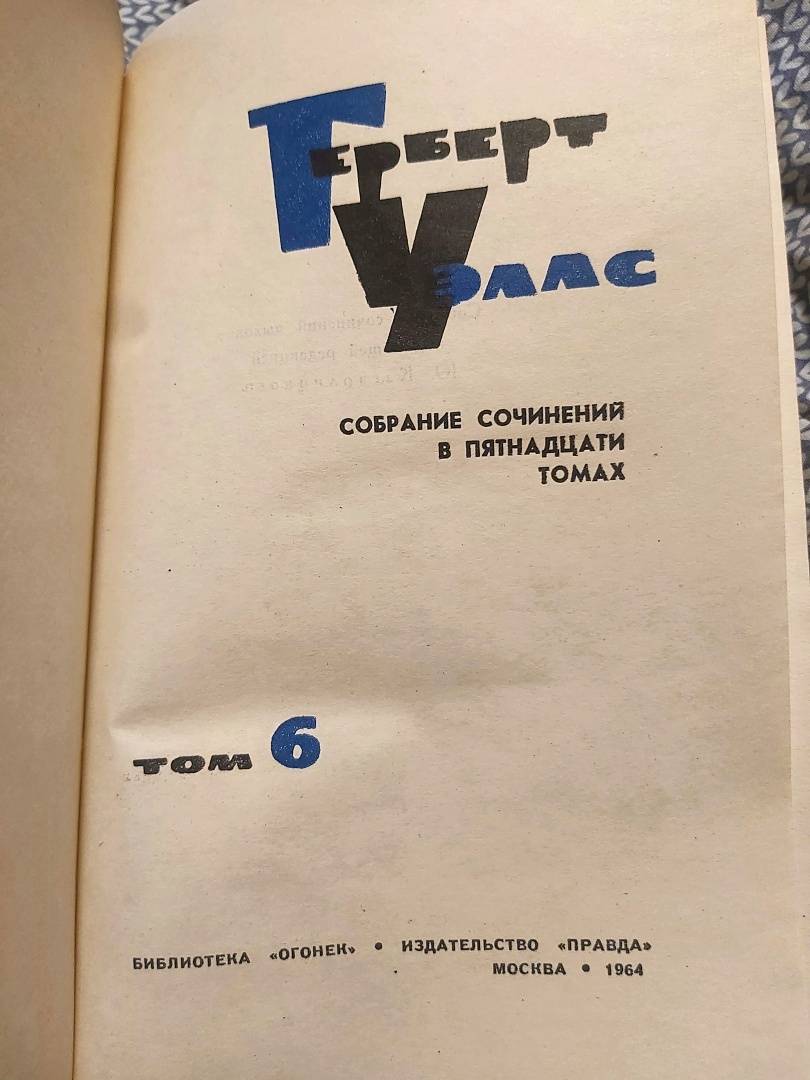 Герберт
Уэллс
СОБРАНИЕ СОЧИНЕНИЙ
В ПЯТНАДЦАТИ
ТОМАХ
ТОМ 6
БИБЛИОТЕКА «ОГОНЕК» • ИЗДАТЕЛЬСТВО «ПРАВДА»
МОСКВА • 1964